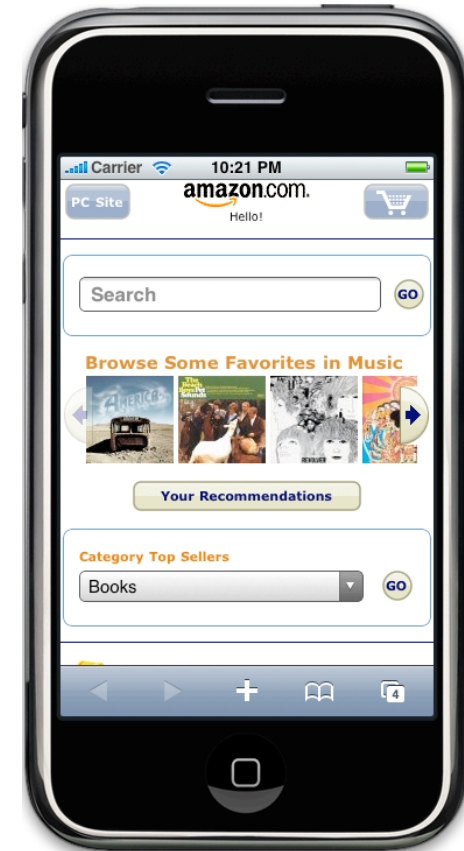 Carrier 10:21 PM
PC Site
amazon.com.
Hello!
Search GO
Browse Some Favorites in Music
AMERICA
The
Beach
Boys Pet
Sounds
REVOLVER
Your Recommendations
Category Top Sellers
Books GO
4